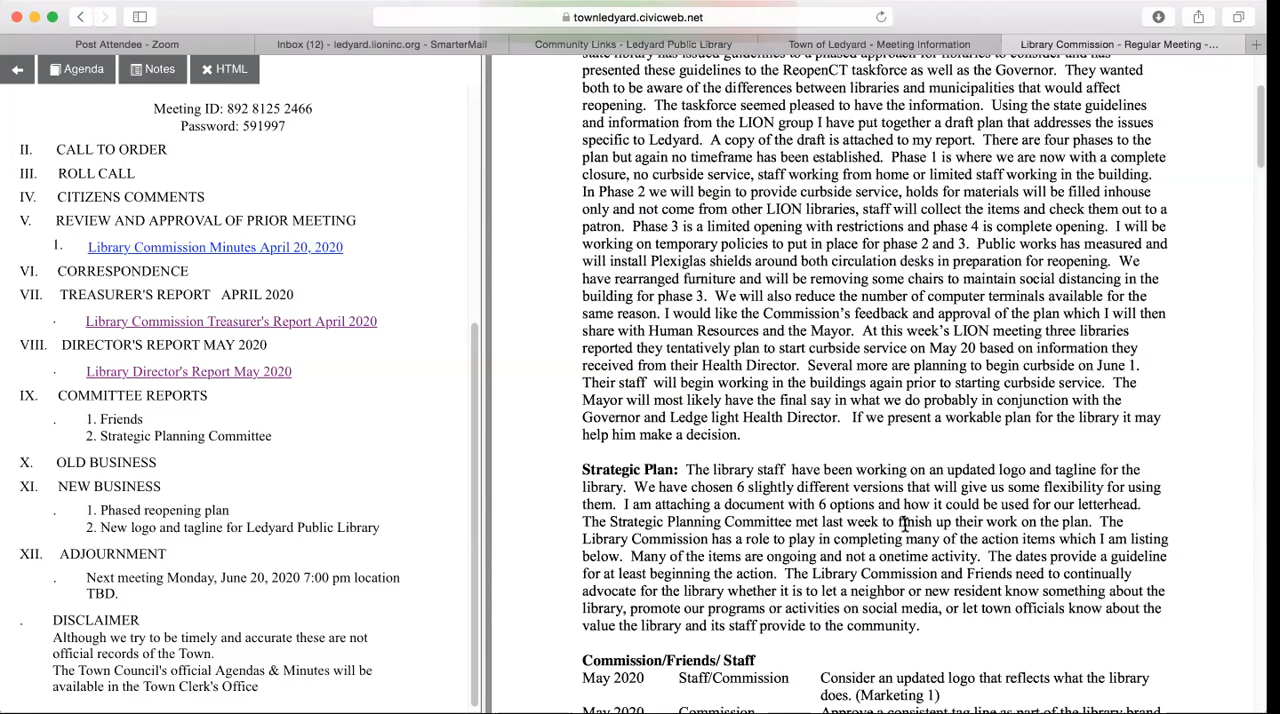 townledyard.civicweb.net
Post Attendee - Zoom
Inbox (12) - ledyard.lioninc.org - SmarterMail
Community Links - Ledyard Public Library
Town of Ledyard - Meeting Information
Library Commission - Regular Meeting -...
Agenda
Notes
HTML
Meeting ID: 892 8125 2466
Password: 591997
II. CALL TO ORDER
III. ROLL CALL
IV. CITIZENS COMMENTS
V. REVIEW AND APPROVAL OF PRIOR MEETING
1. Library Commission Minutes April 20, 2020
VI. CORRESPONDENCE
VII. TREASURER'S REPORT APRIL 2020
. Library Commission Treasurer's Report April 2020
VIII. DIRECTOR'S REPORT MAY 2020
. Library Director's Report May 2020
IX. COMMITTEE REPORTS
. 1. Friends
2. Strategic Planning Committee
X. OLD BUSINESS
XI. NEW BUSINESS
. 1. Phased reopening plan
2. New logo and tagline for Ledyard Public Library
XII. ADJOURNMENT
. Next meeting Monday, June 20, 2020 7:00 pm location
TBD.
. DISCLAIMER
Although we try to be timely and accurate these are not
official records of the Town.
The Town Council's official Agendas & Minutes will be
available in the Town Clerk's Office
state library has issued guidelines to a phased approach for libraries to consider and has
presented these guidelines to the ReopenCT taskforce as well as the Governor. They wanted
both to be aware of the differences between libraries and municipalities that would affect
reopening. The taskforce seemed pleased to have the information. Using the state guidelines
and information from the LION group I have put together a draft plan that addresses the issues
specific to Ledyard. A copy of the draft is attached to my report. There are four phases to the
plan but again no timeframe has been established. Phase 1 is where we are now with a complete
closure, no curbside service, staff working from home or limited staff working in the building.
In Phase 2 we will begin to provide curbside service, holds for materials will be filled inhouse
only and not come from other LION libraries, staff will collect the items and check them out to a
patron. Phase 3 is a limited opening with restrictions and phase 4 is complete opening. I will be
working on temporary policies to put in place for phase 2 and 3. Public works has measured and
will install Plexiglas shields around both circulation desks in preparation for reopening. We
have rearranged furniture and will be removing some chairs to maintain social distancing in the
building for phase 3. We will also reduce the number of computer terminals available for the
same reason. I would like the Commission's feedback and approval of the plan which I will then
share with Human Resources and the Mayor. At this week's LION meeting three libraries
reported they tentatively plan to start curbside service on May 20 based on information they
received from their Health Director. Several more are planning to begin curbside on June 1.
Their staff will begin working in the buildings again prior to starting curbside service. The
Mayor will most likely have the final say in what we do probably in conjunction with the
Governor and Ledge light Health Director. If we present a workable plan for the library it may
help him make a decision.
Strategic Plan: The library staff have been working on an updated logo and tagline for the
library. We have chosen 6 slightly different versions that will give us some flexibility for using
them. I am attaching a document with 6 options and how it could be used for our letterhead.
The Strategic Planning Committee met last week to finish up their work on the plan. The
Library Commission has a role to play in completing many of the action items which I am listing
below. Many of the items are ongoing and not a onetime activity. The dates provide a guideline
for at least beginning the action. The Library Commission and Friends need to continually
advocate for the library whether it is to let a neighbor or new resident know something about the
library, promote our programs or activities on social media, or let town officials know about the
value the library and its staff provide to the community.
Commission/Friends/ Staff
May 2020 Staff/Commission Consider an updated logo that reflects what the library
does. (Marketing 1)
May 2020 Commission Approve a consistent tag line as part of the library brand